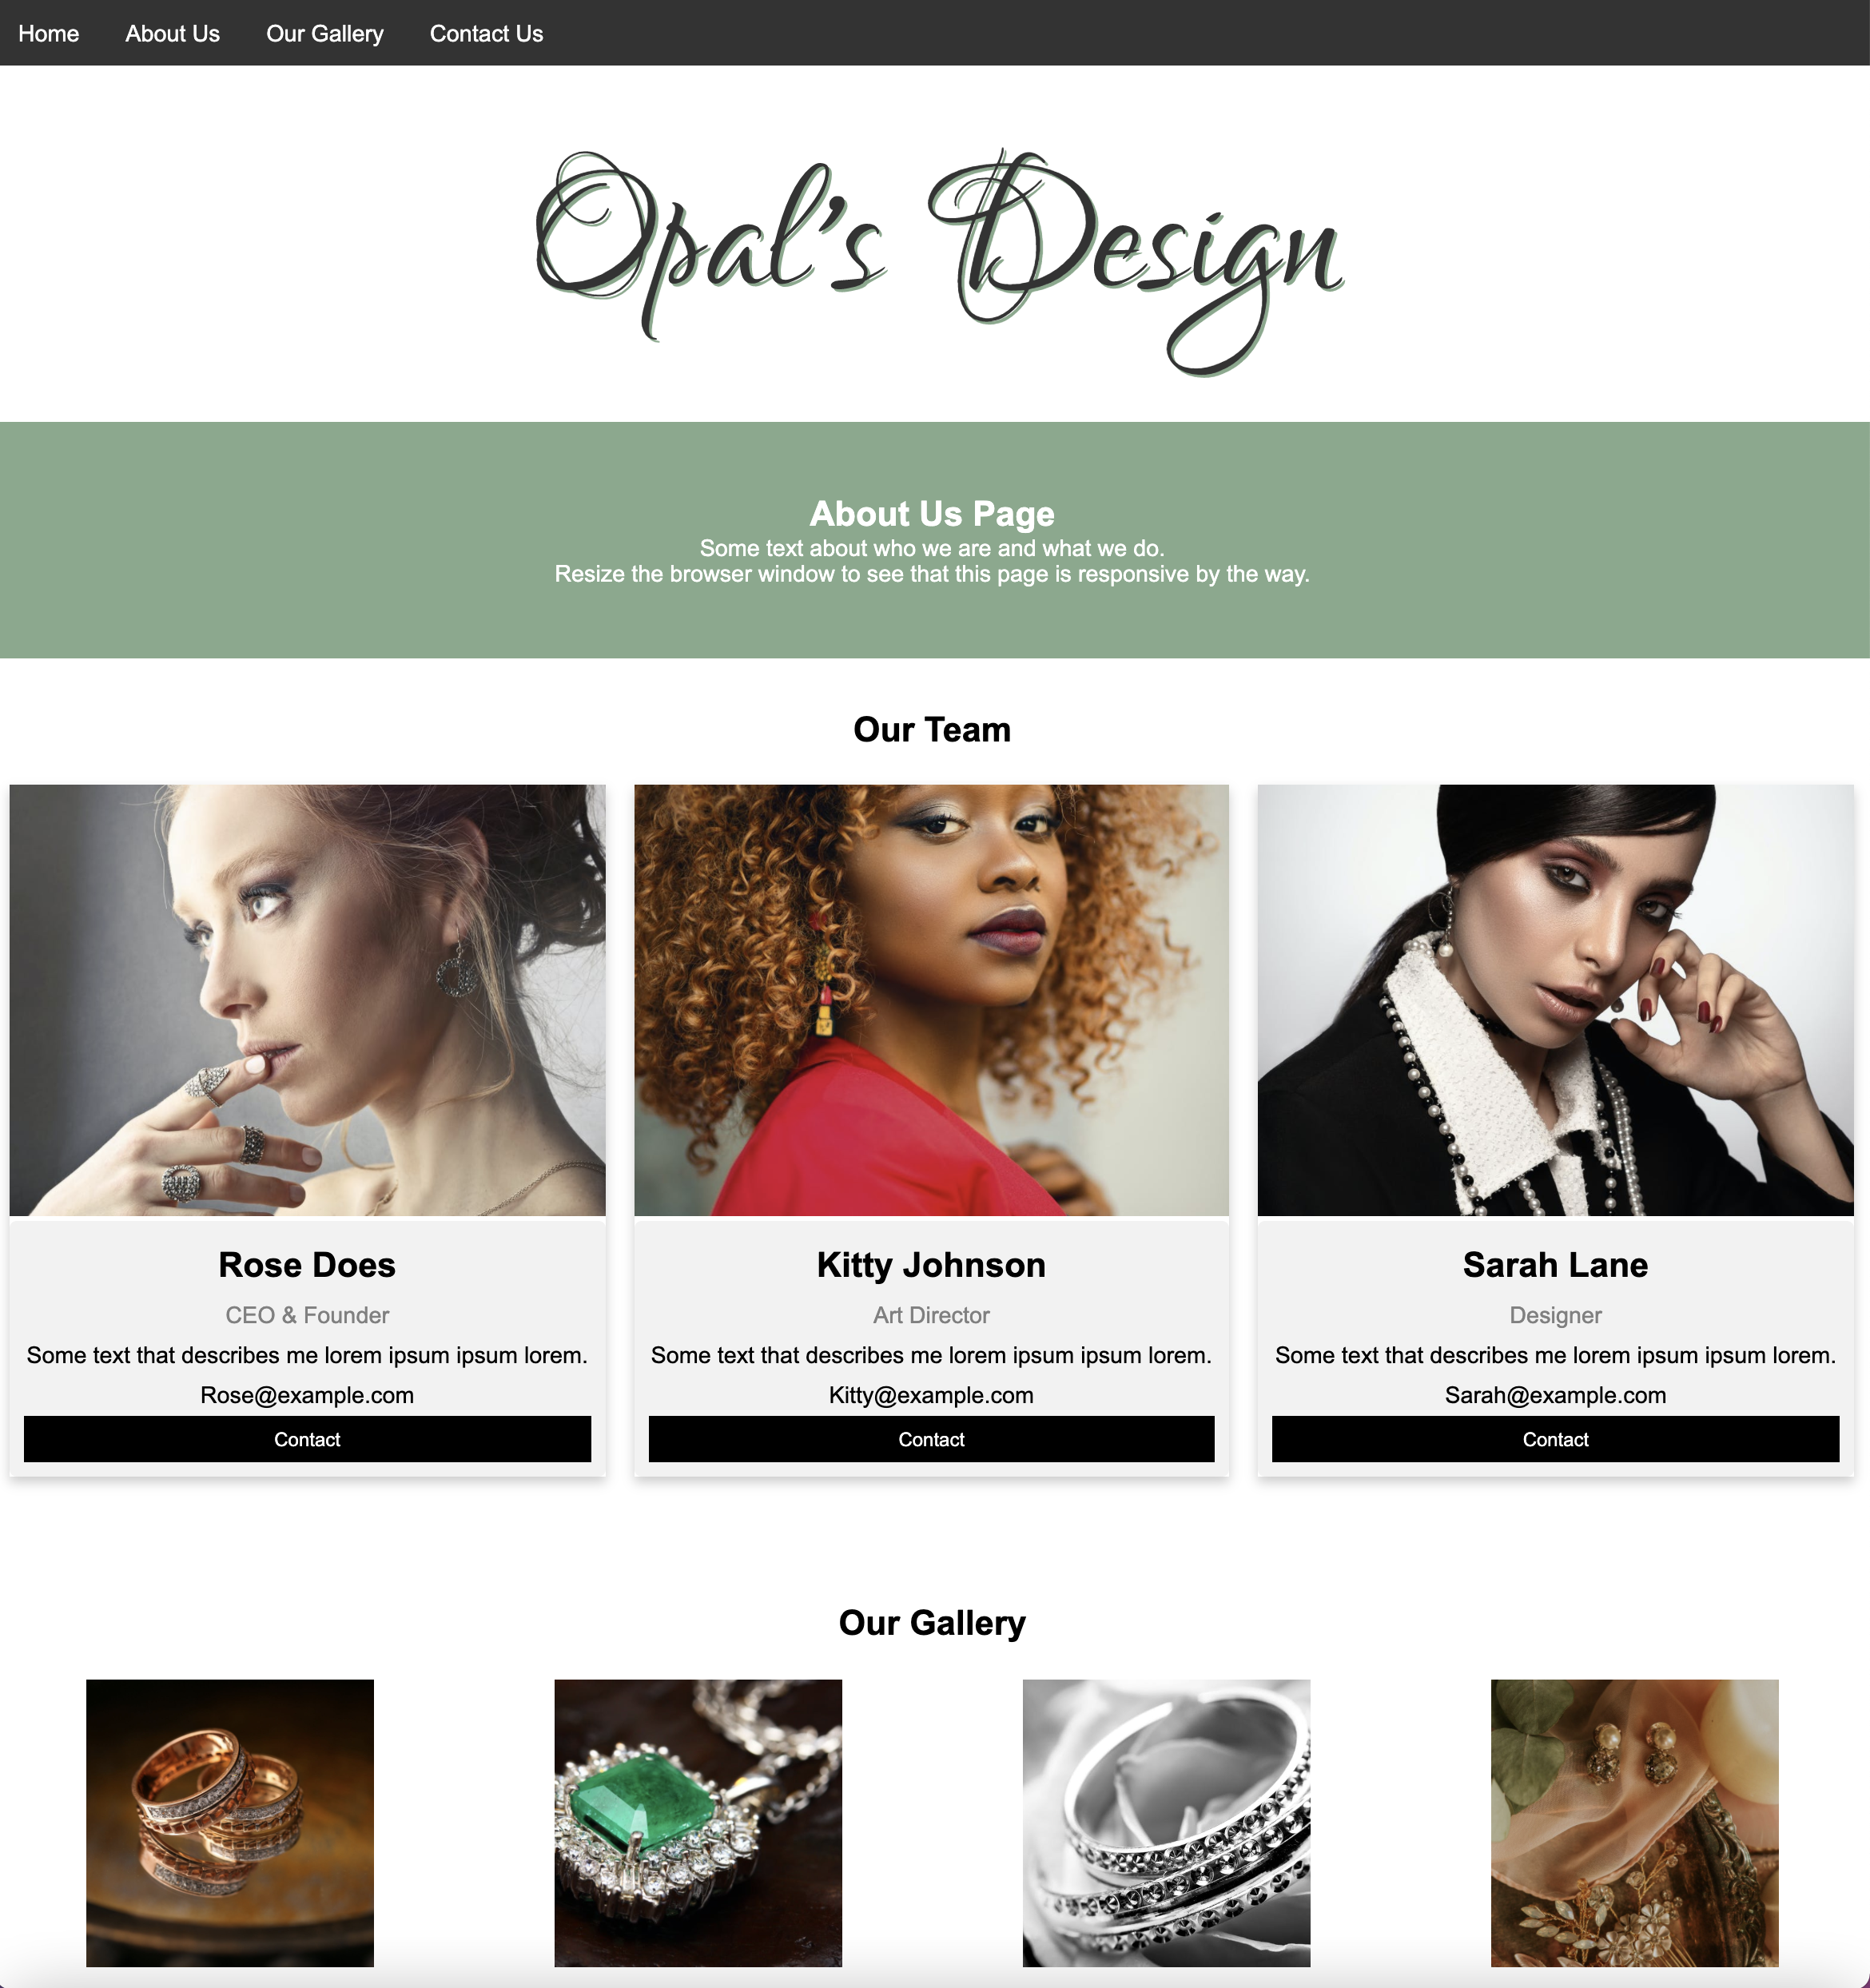 Home About Us Our Gallery Contact Us
Opal's Design
About Us Page
Some text about who we are and what we do.
Resize the browser window to see that this page is responsive by the way.
Our Team
Rose Does
CEO & Founder
Some text that describes me lorem ipsum ipsum lorem.
Rose@example.com
Contact
Kitty Johnson
Art Director
Some text that describes me lorem ipsum ipsum lorem.
Kitty@example.com
Contact
Sarah Lane
Designer
Some text that describes me lorem ipsum ipsum lorem.
Sarah@example.com
Contact
Our Gallery